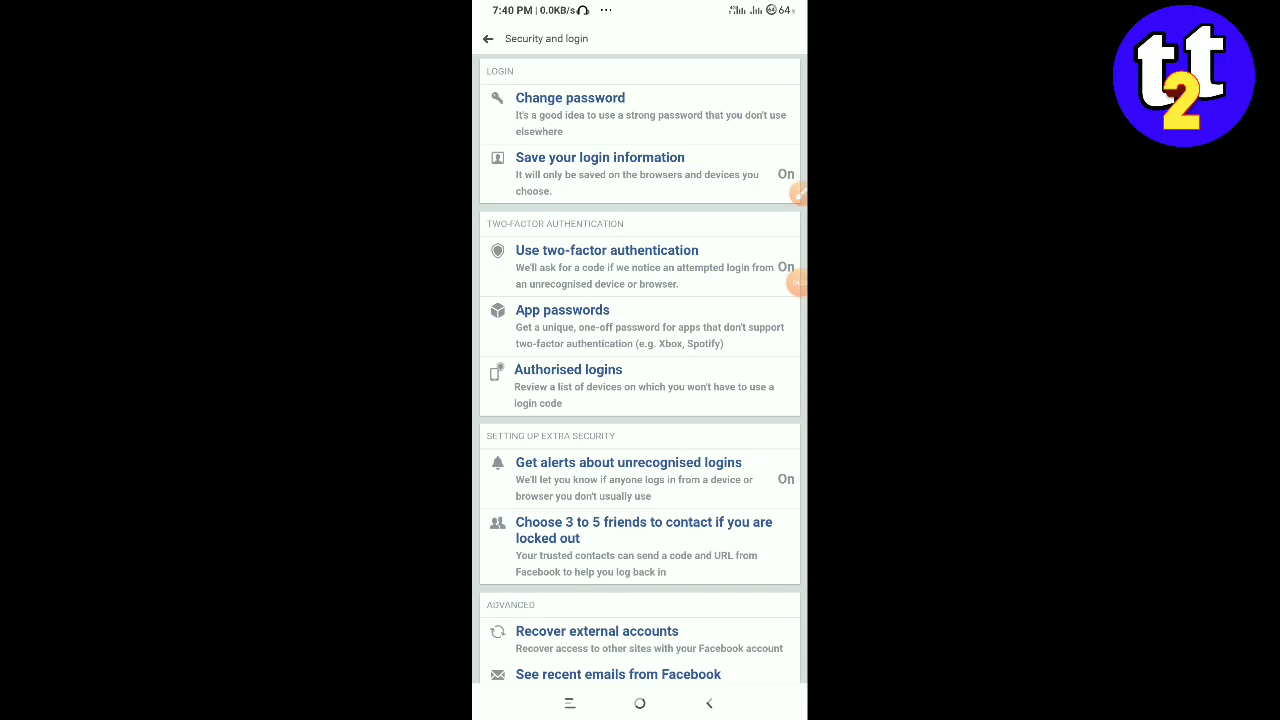 7:40 PM | 0.0KB/s ... 64
Security and login
LOGIN
Change password
It's a good idea to use a strong password that you don't use
elsewhere
Save your login information
It will only be saved on the browsers and devices you On
choose.
TWO-FACTOR AUTHENTICATION
Use two-factor authentication
We'll ask for a code if we notice an attempted login from On
an unrecognised device or browser.
App passwords
Get a unique, one-off password for apps that don't support
two-factor authentication (e.g. Xbox, Spotify)
Authorised logins
Review a list of devices on which you won't have to use a
login code
SETTING UP EXTRA SECURITY
Get alerts about unrecognised logins
We'll let you know if anyone logs in from a device or On
browser you don't usually use
Choose 3 to 5 friends to contact if you are
locked out
Your trusted contacts can send a code and URL from
Facebook to help you log back in
ADVANCED
Recover external accounts
Recover access to other sites with your Facebook account
See recent emails from Facebook
tt
2